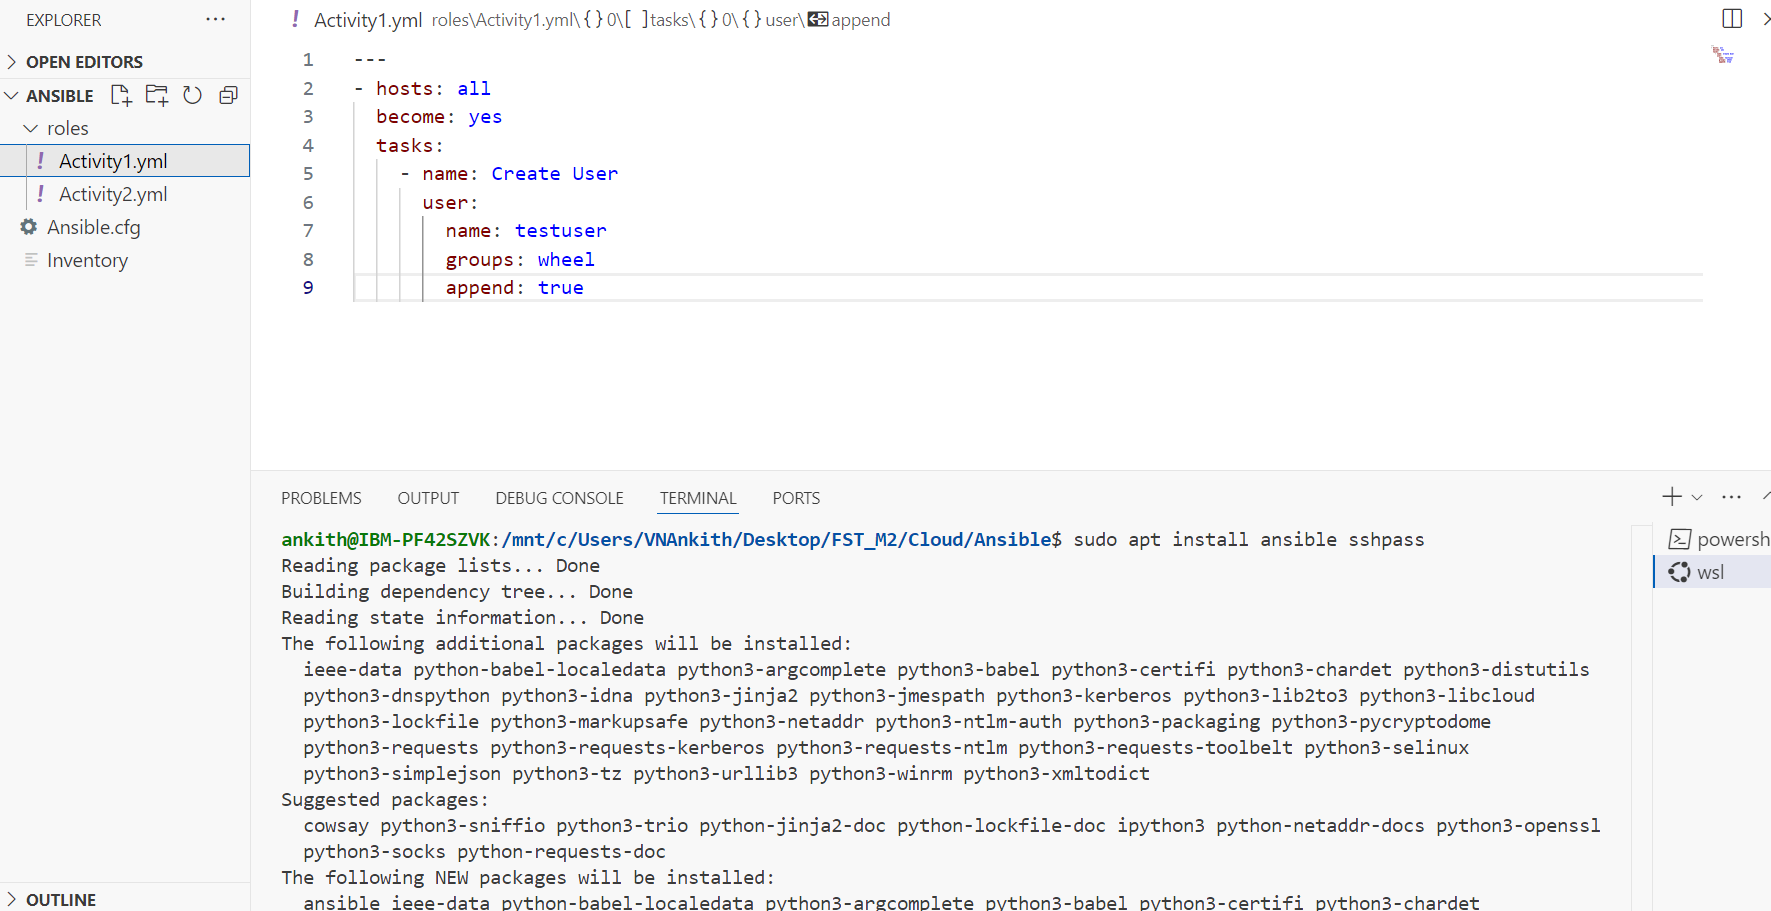 EXPLORER
OPEN EDITORS
ANSIBLE
roles
! Activity1.yml
! Activity2.yml
Ansible.cfg
Inventory
OUTLINE
! Activity1.yml roles\Activity1.yml\{}0\[ ]tasks\{}0\{}user\append
1 ---
2 - hosts: all
3 become: yes
4 tasks:
5 - name: Create User
6 user:
7 name: testuser
8 groups: wheel
9 append: true
PROBLEMS OUTPUT DEBUG CONSOLE TERMINAL PORTS
ankith@IBM-PF42SZVK:/mnt/c/Users/VNAnkith/Desktop/FST_M2/Cloud/Ansible$ sudo apt install ansible sshpass
Reading package lists... Done
Building dependency tree... Done
Reading state information... Done
The following additional packages will be installed:
ieee-data python-babel-localedata python3-argcomplete python3-babel python3-certifi python3-chardet python3-distutils
python3-dnspython python3-idna python3-jinja2 python3-jmespath python3-kerberos python3-lib2to3 python3-libcloud
python3-lockfile python3-markupsafe python3-netaddr python3-ntlm-auth python3-packaging python3-pycryptodome
python3-requests python3-requests-kerberos python3-requests-ntlm python3-requests-toolbelt python3-selinux
python3-simplejson python3-tz python3-urllib3 python3-winrm python3-xmltodict
Suggested packages:
cowsay python3-sniffio python3-trio python-jinja2-doc python-lockfile-doc ipython3 python-netaddr-docs python3-openssl
python3-socks python-requests-doc
The following NEW packages will be installed:
ansible ieee-data python-babel-localedata python3-argcomplete python3-babel python3-certifi python3-chardet
powersh
wsl